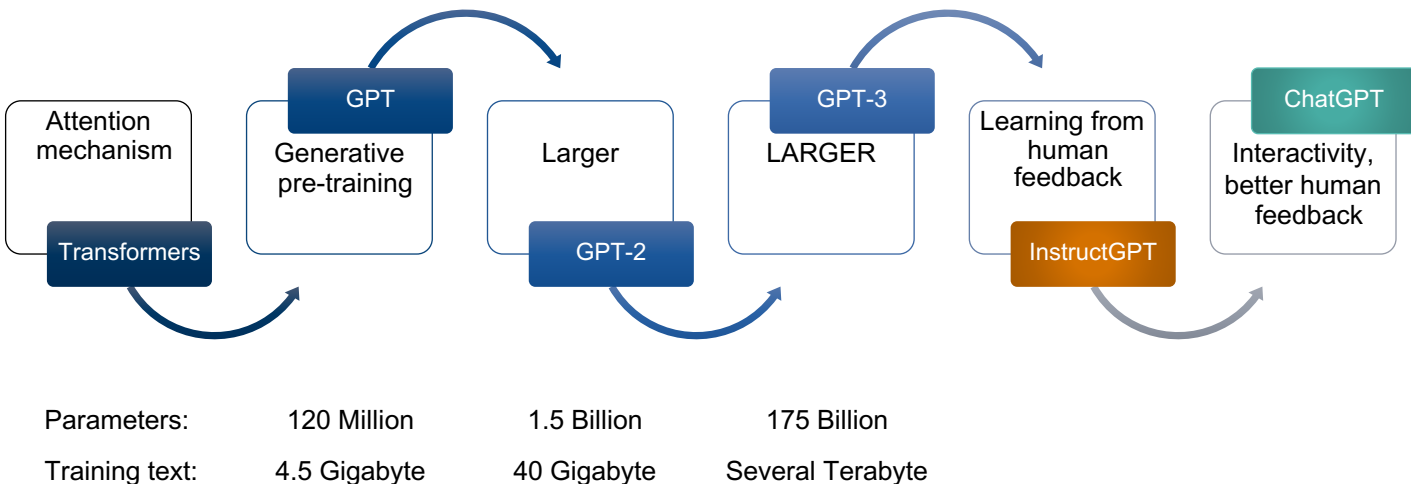 Attention
mechanism
Transformers
GPT
Generative
pre-training
Larger
GPT-2
GPT-3
LARGER
Learning from
human
feedback
InstructGPT
ChatGPT
Interactivity,
better human
feedback
Parameters: 120 Million 1.5 Billion 175 Billion
Training text: 4.5 Gigabyte 40 Gigabyte Several Terabyte